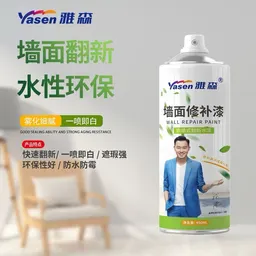 Yasen 雅森
墙面翻新
水性环保
雾化细腻 一喷即白
GOOD SEALING ABILITY AND STRONG AGING RESISTANCE
产品特点
快速翻新/ 一喷即白/ 遮瑕强
环保性好 / 防水防霉
Yasen 雅森
墙面修补漆
WALL REPAIR PAINT